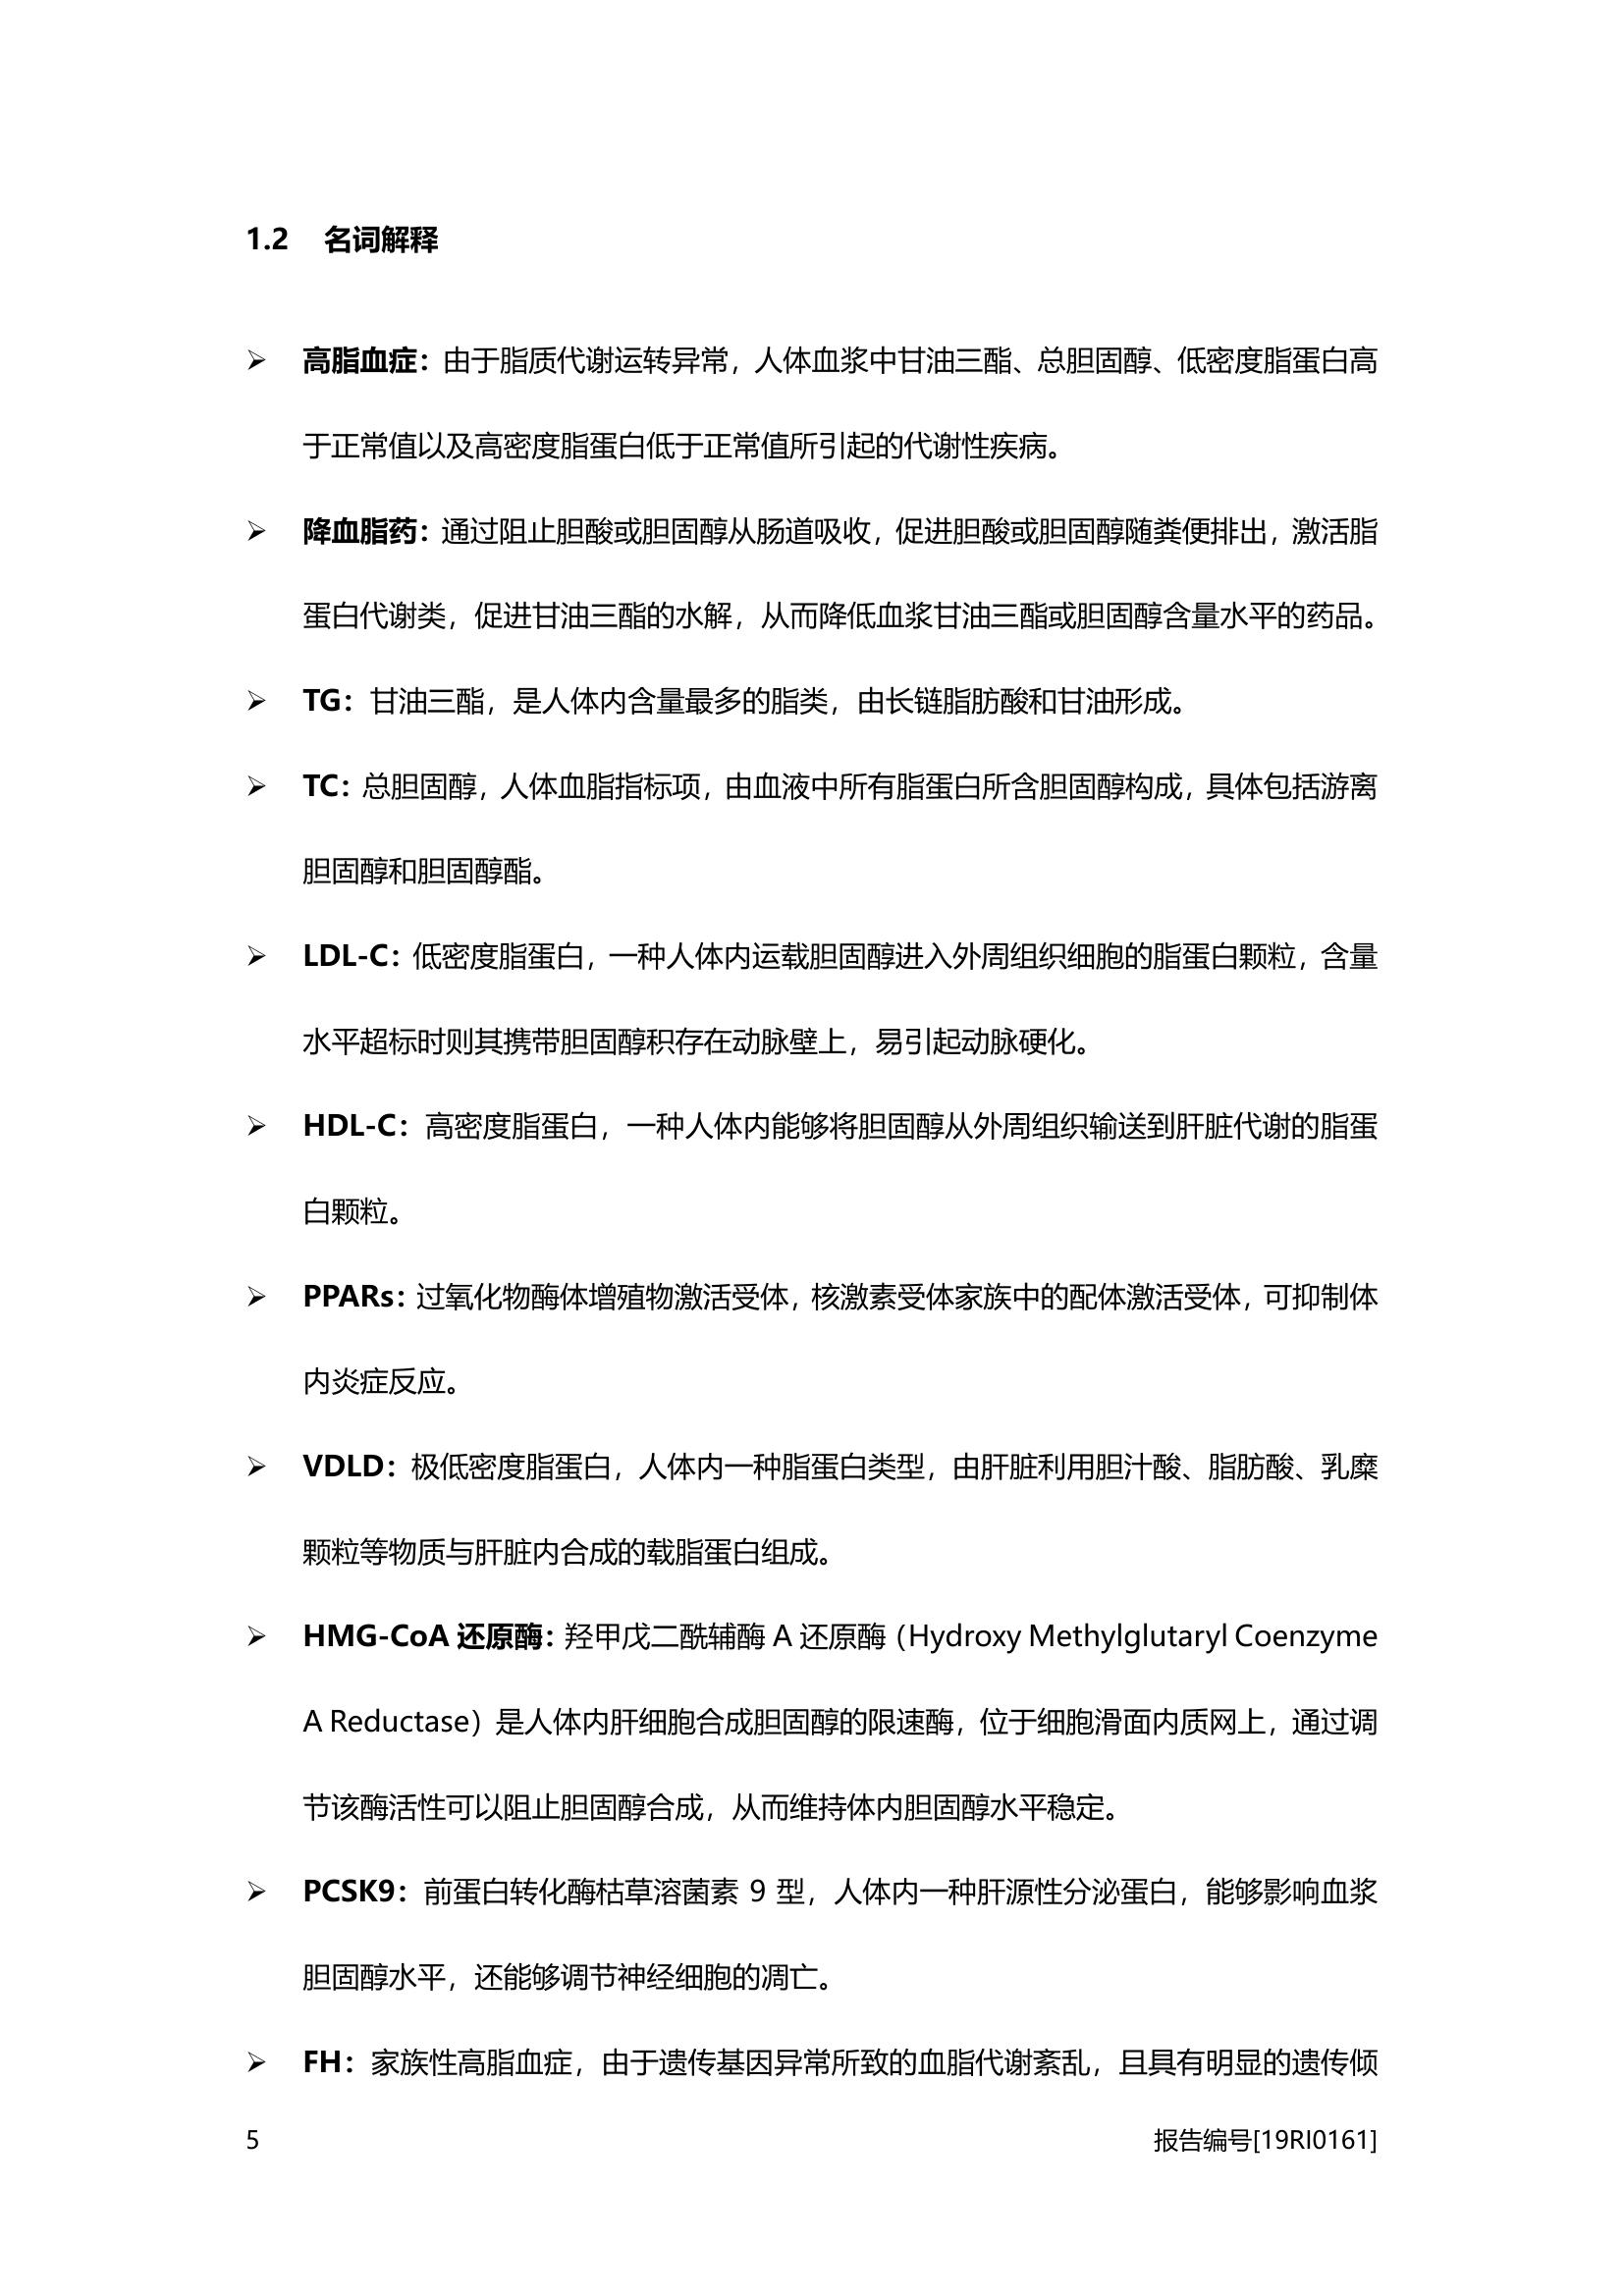 1.2 名词解释
➢ 高脂血症：由于脂质代谢运转异常，人体血浆中甘油三酯、总胆固醇、低密度脂蛋白高
于正常值以及高密度脂蛋白低于正常值所引起的代谢性疾病。
➢ 降血脂药：通过阻止胆酸或胆固醇从肠道吸收，促进胆酸或胆固醇随粪便排出，激活脂
蛋白代谢类，促进甘油三酯的水解，从而降低血浆甘油三酯或胆固醇含量水平的药品。
➢ TG：甘油三酯，是人体内含量最多的脂类，由长链脂肪酸和甘油形成。
➢ TC：总胆固醇，人体血脂指标项，由血液中所有脂蛋白所含胆固醇构成，具体包括游离
胆固醇和胆固醇酯。
➢ LDL-C：低密度脂蛋白，一种人体内运载胆固醇进入外周组织细胞的脂蛋白颗粒，含量
水平超标时则其携带胆固醇积存在动脉壁上，易引起动脉硬化。
➢ HDL-C：高密度脂蛋白，一种人体内能够将胆固醇从外周组织输送到肝脏代谢的脂蛋
白颗粒。
➢ PPARs：过氧化物酶体增殖物激活受体，核激素受体家族中的配体激活受体，可抑制体
内炎症反应。
➢ VDLD：极低密度脂蛋白，人体内一种脂蛋白类型，由肝脏利用胆汁酸、脂肪酸、乳糜
颗粒等物质与肝脏内合成的载脂蛋白组成。
➢ HMG-CoA 还原酶：羟甲戊二酰辅酶 A 还原酶（Hydroxy Methylglutaryl Coenzyme
A Reductase）是人体内肝细胞合成胆固醇的限速酶，位于细胞滑面内质网上，通过调
节该酶活性可以阻止胆固醇合成，从而维持体内胆固醇水平稳定。
➢ PCSK9：前蛋白转化酶枯草溶菌素 9 型，人体内一种肝源性分泌蛋白，能够影响血浆
胆固醇水平，还能够调节神经细胞的凋亡。
➢ FH：家族性高脂血症，由于遗传基因异常所致的血脂代谢紊乱，且具有明显的遗传倾
5 报告编号[19RI0161]